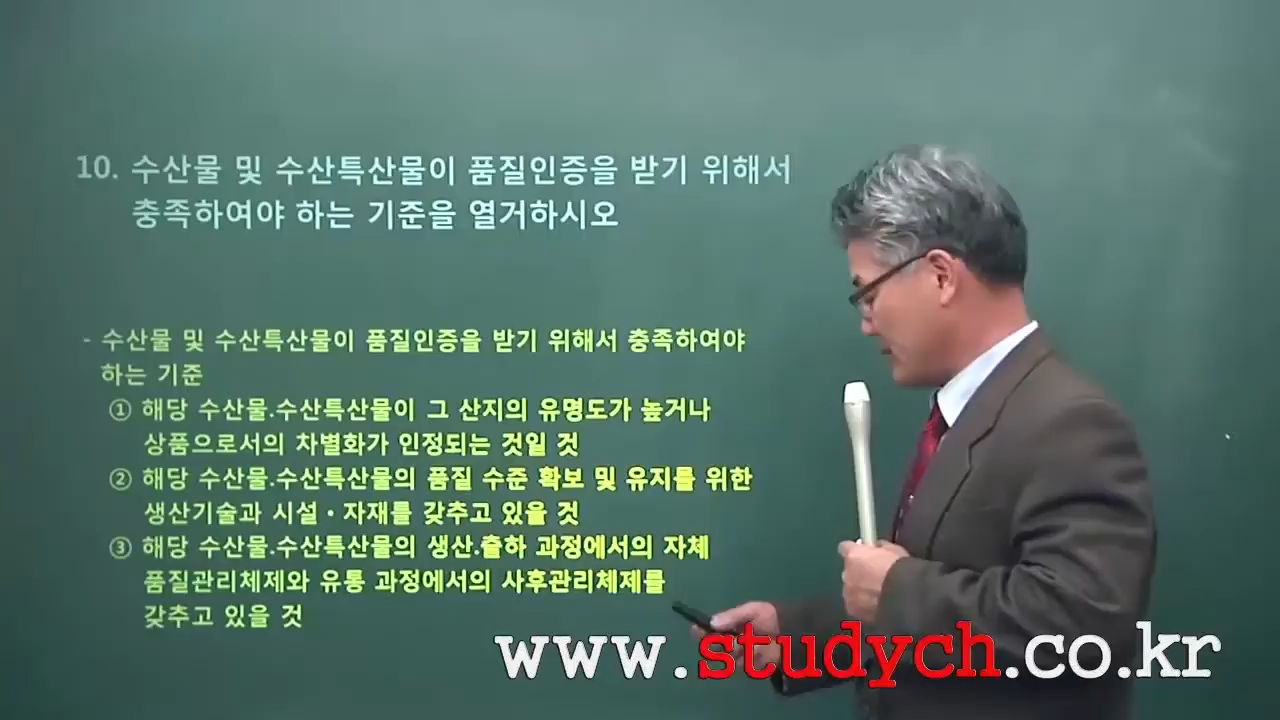 10. 수산물 및 수산특산물이 품질인증을 받기 위해서
충족하여야 하는 기준을 열거하시오
- 수산물 및 수산특산물이 품질인증을 받기 위해서 충족하여야
하는 기준
① 해당 수산물.수산특산물이 그 산지의 유명도가 높거나
상품으로서의 차별화가 인정되는 것일 것
② 해당 수산물.수산특산물의 품질 수준 확보 및 유지를 위한
생산기술과 시설·자재를 갖추고 있을 것
③ 해당 수산물.수산특산물의 생산.출하 과정에서의 자체
품질관리체제와 유통 과정에서의 사후관리체제를
갖추고 있을 것
www.studych.co.kr